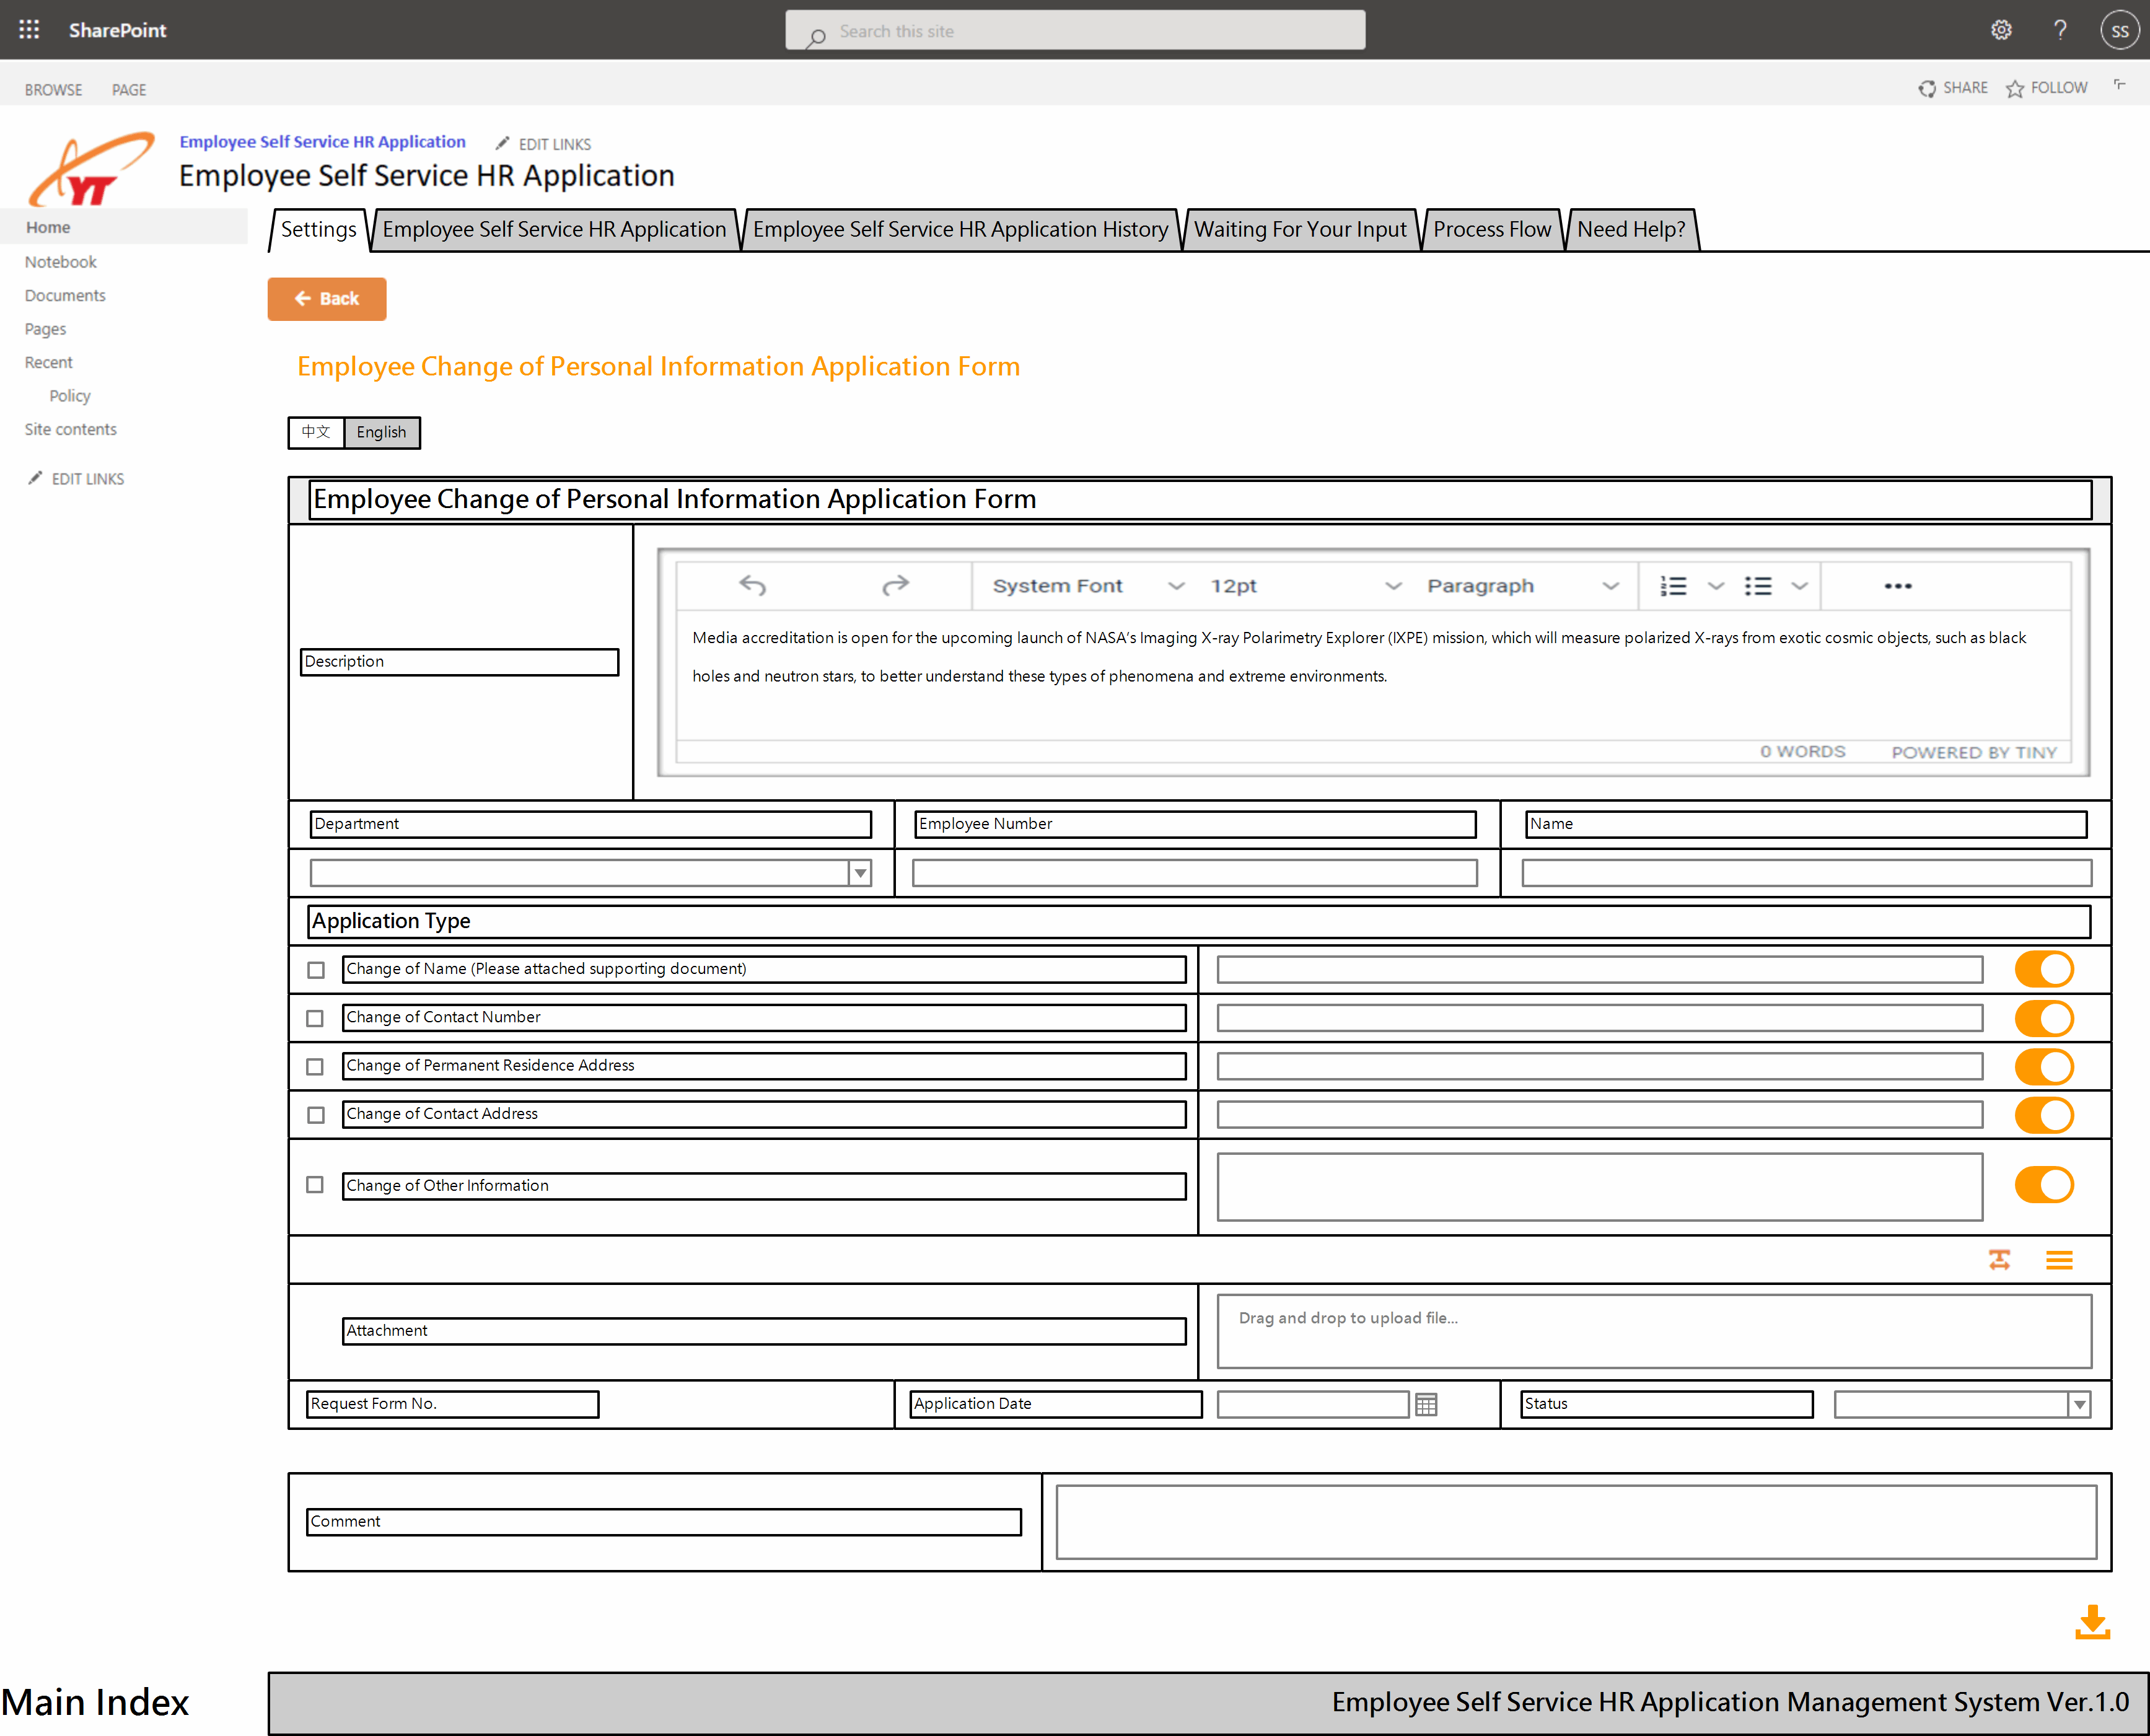 SharePoint
Search this site
?
SS
BROWSE PAGE
SHARE FOLLOW
YT
Employee Self Service HR Application EDIT LINKS
Employee Self Service HR Application
Home
Notebook
Documents
Pages
Recent
Policy
Site contents
EDIT LINKS
Settings Employee Self Service HR Application Employee Self Service HR Application History Waiting For Your Input Process Flow Need Help?
Back
Employee Change of Personal Information Application Form
中文 English
Employee Change of Personal Information Application Form
Description
System Font 12pt Paragraph
Media accreditation is open for the upcoming launch of NASA’s Imaging X-ray Polarimetry Explorer (IXPE) mission, which will measure polarized X-rays from exotic cosmic objects, such as black
holes and neutron stars, to better understand these types of phenomena and extreme environments.
0 WORDS POWERED BY TINY
Department Employee Number Name
Application Type
Change of Name (Please attached supporting document)
Change of Contact Number
Change of Permanent Residence Address
Change of Contact Address
Change of Other Information
Attachment
Drag and drop to upload file...
Request Form No. Application Date Status
Comment
Main Index
Employee Self Service HR Application Management System Ver.1.0